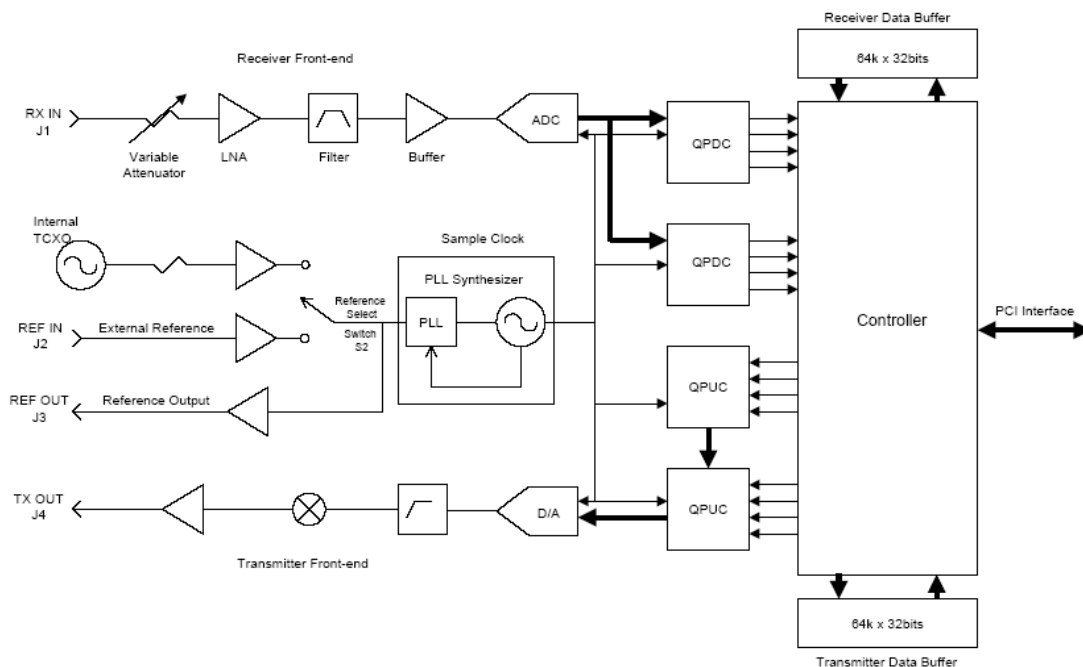 Receiver Data Buffer
64k x 32bits
Receiver Front-end
RX IN
J1
Variable
Attenuator
LNA
Filter
Buffer
ADC
QPDC
QPDC
Internal
TCXO
Sample Clock
PLL Synthesizer
PLL
Reference
Select
Switch
S2
REF IN
J2
External Reference
REF OUT
J3
Reference Output
Controller
PCI Interface
QPUC
QPUC
TX OUT
J4
D/A
Transmitter Front-end
64k x 32bits
Transmitter Data Buffer